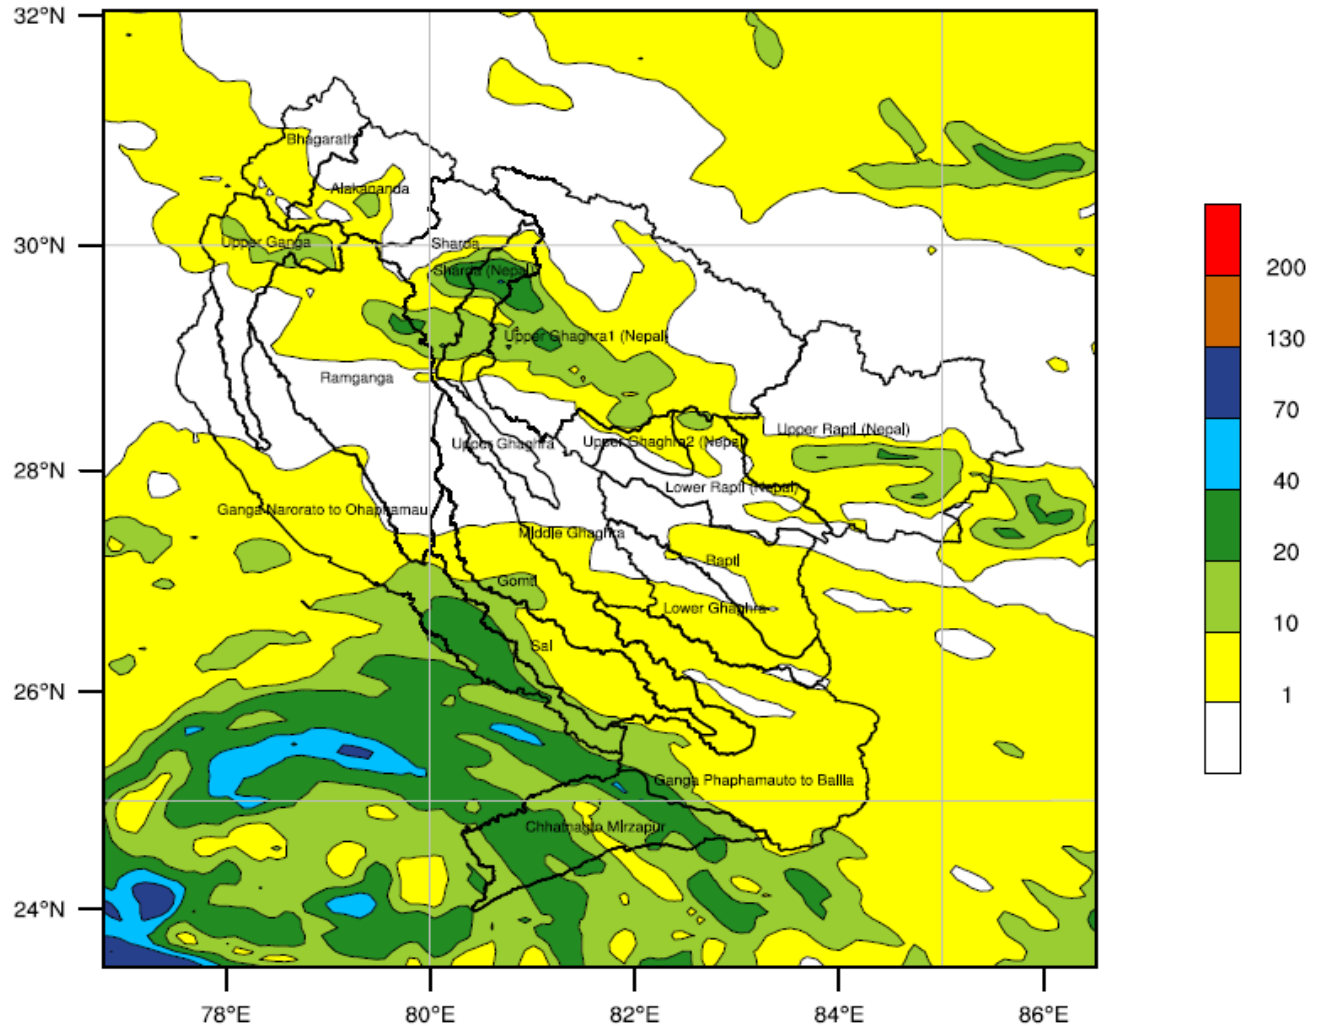 32°N
Bhagarath
Alakananda
30°N
Upper Ganga
Sharda
Sharda (Nepal)
200
Upper Ghaghra1 (Nepal)
130
Ramganga
70
Upper Rapti (Nepal)
Upper Ghaghra
Upper Ghaghra2 (Nepal)
28°N
40
Lower Rapti (Nepal)
Ganga Narorato to Ohaphamau
Middle Ghaghra
20
Rapti
Gomti
Lower Ghaghra
10
Sal
26°N
1
Ganga Phaphamauto to Ballia
Chhatnagto Mirzapur
24°N
78°E 80°E 82°E 84°E 86°E